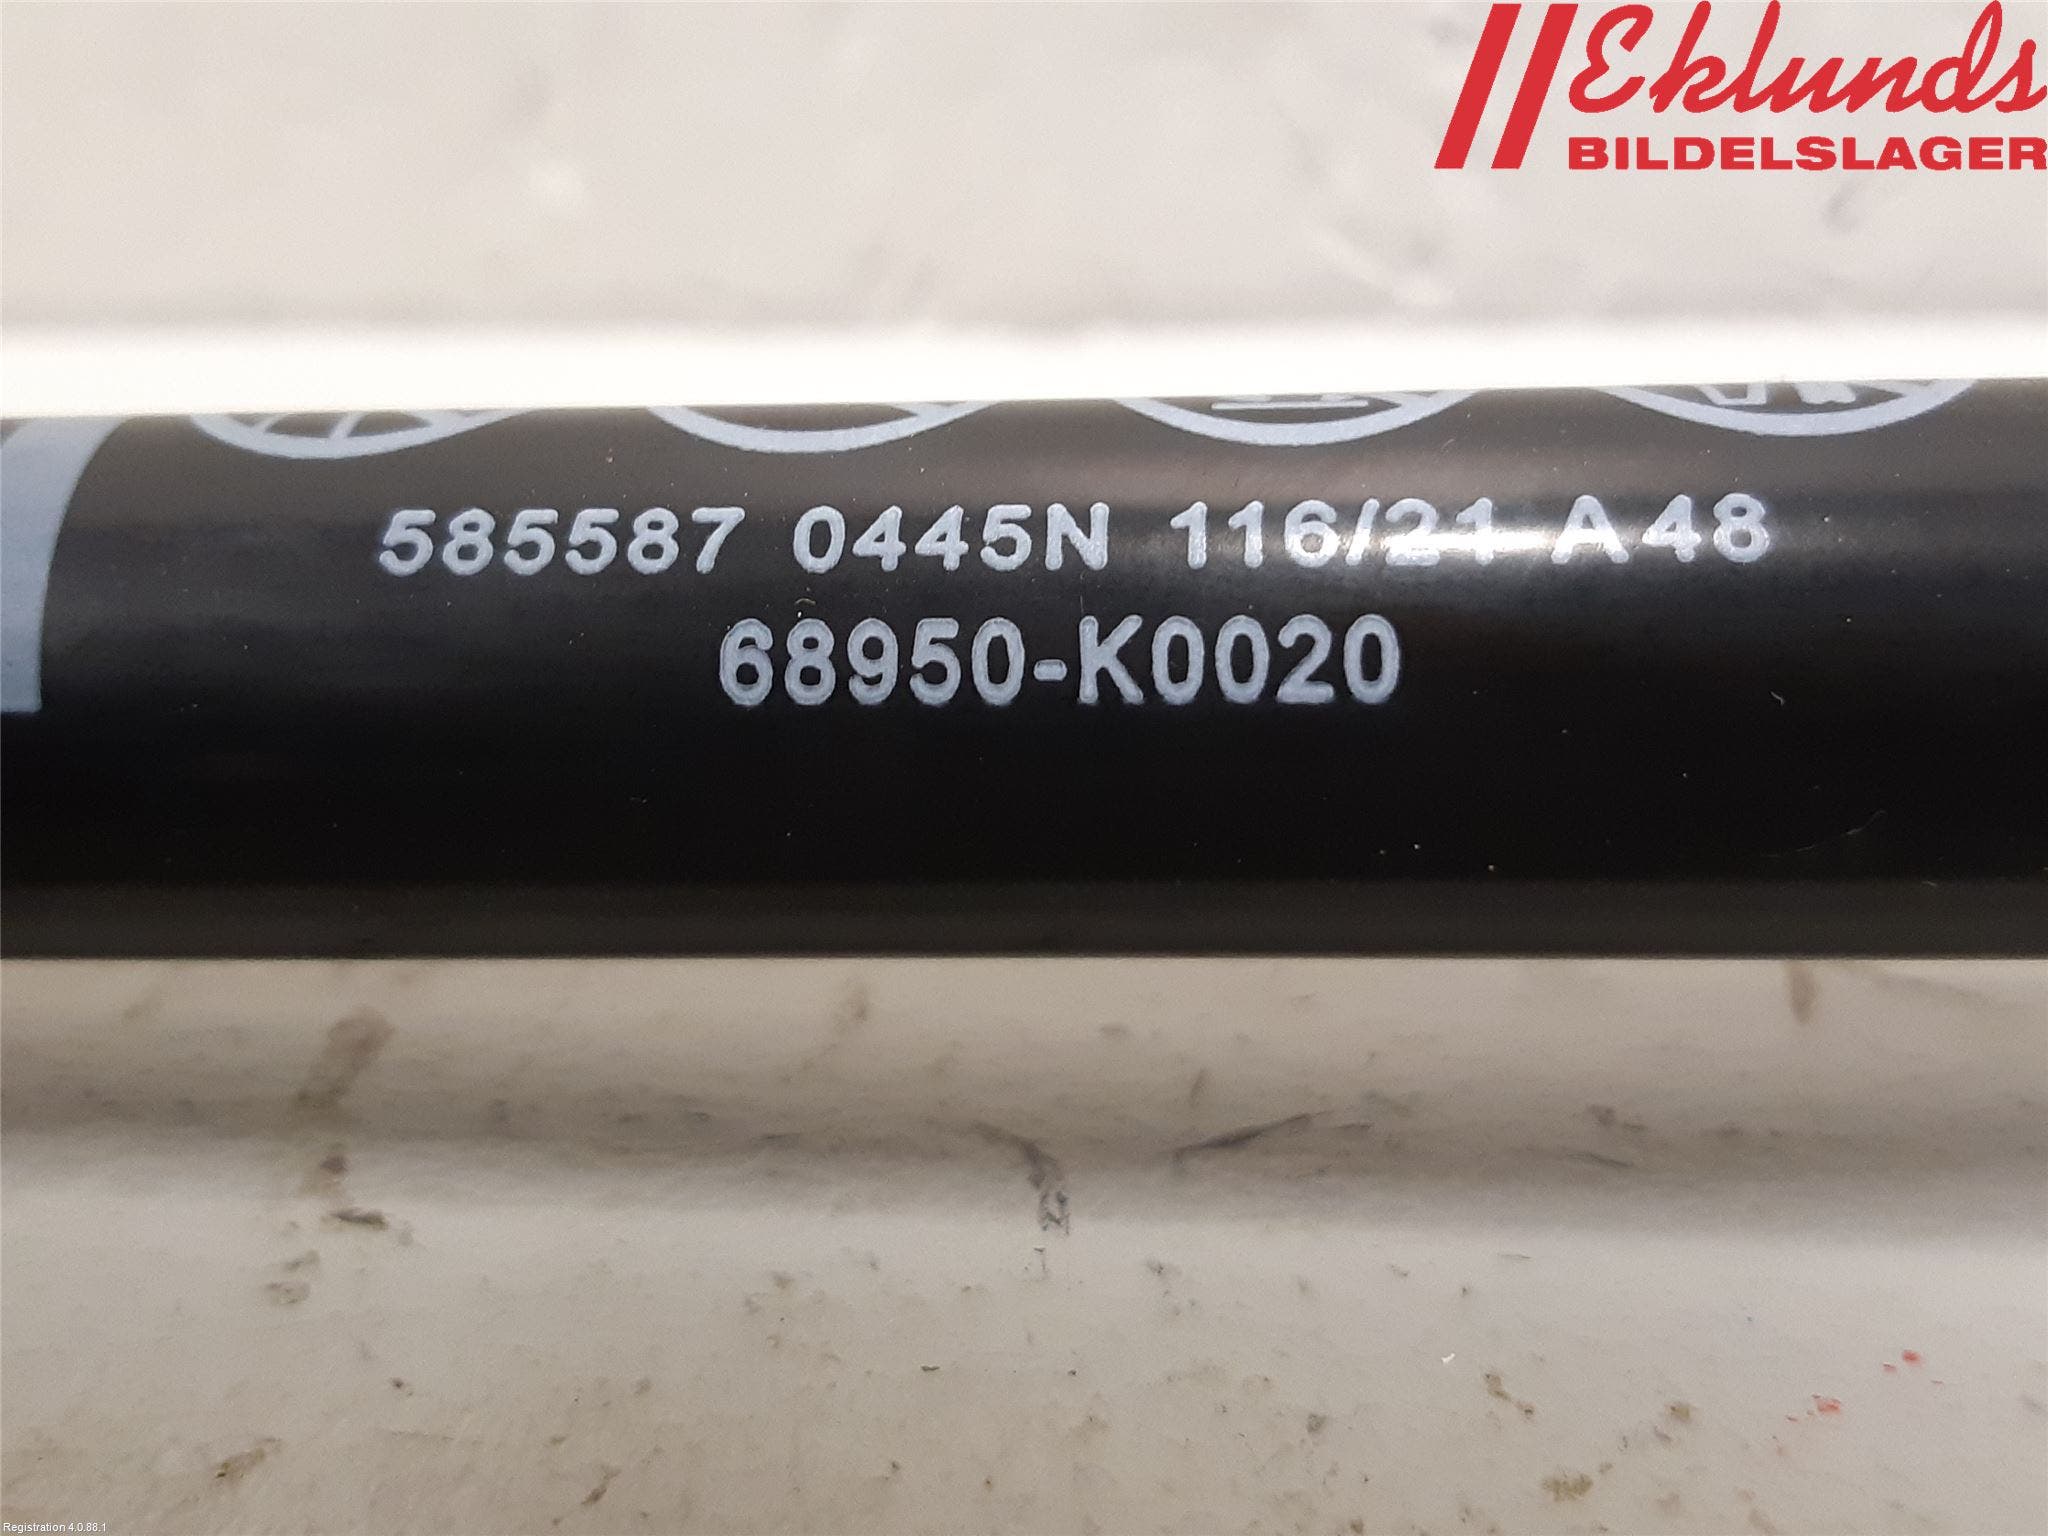 Eklunds
BILDELSLAGER
585587 0445N 116/21 A48
68950-K0020
Registration 4.0.88.1